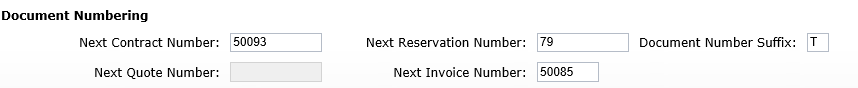 Document Numbering
Next Contract Number: 50093 Next Reservation Number: 79 Document Number Suffix: T
Next Quote Number: Next Invoice Number: 50085